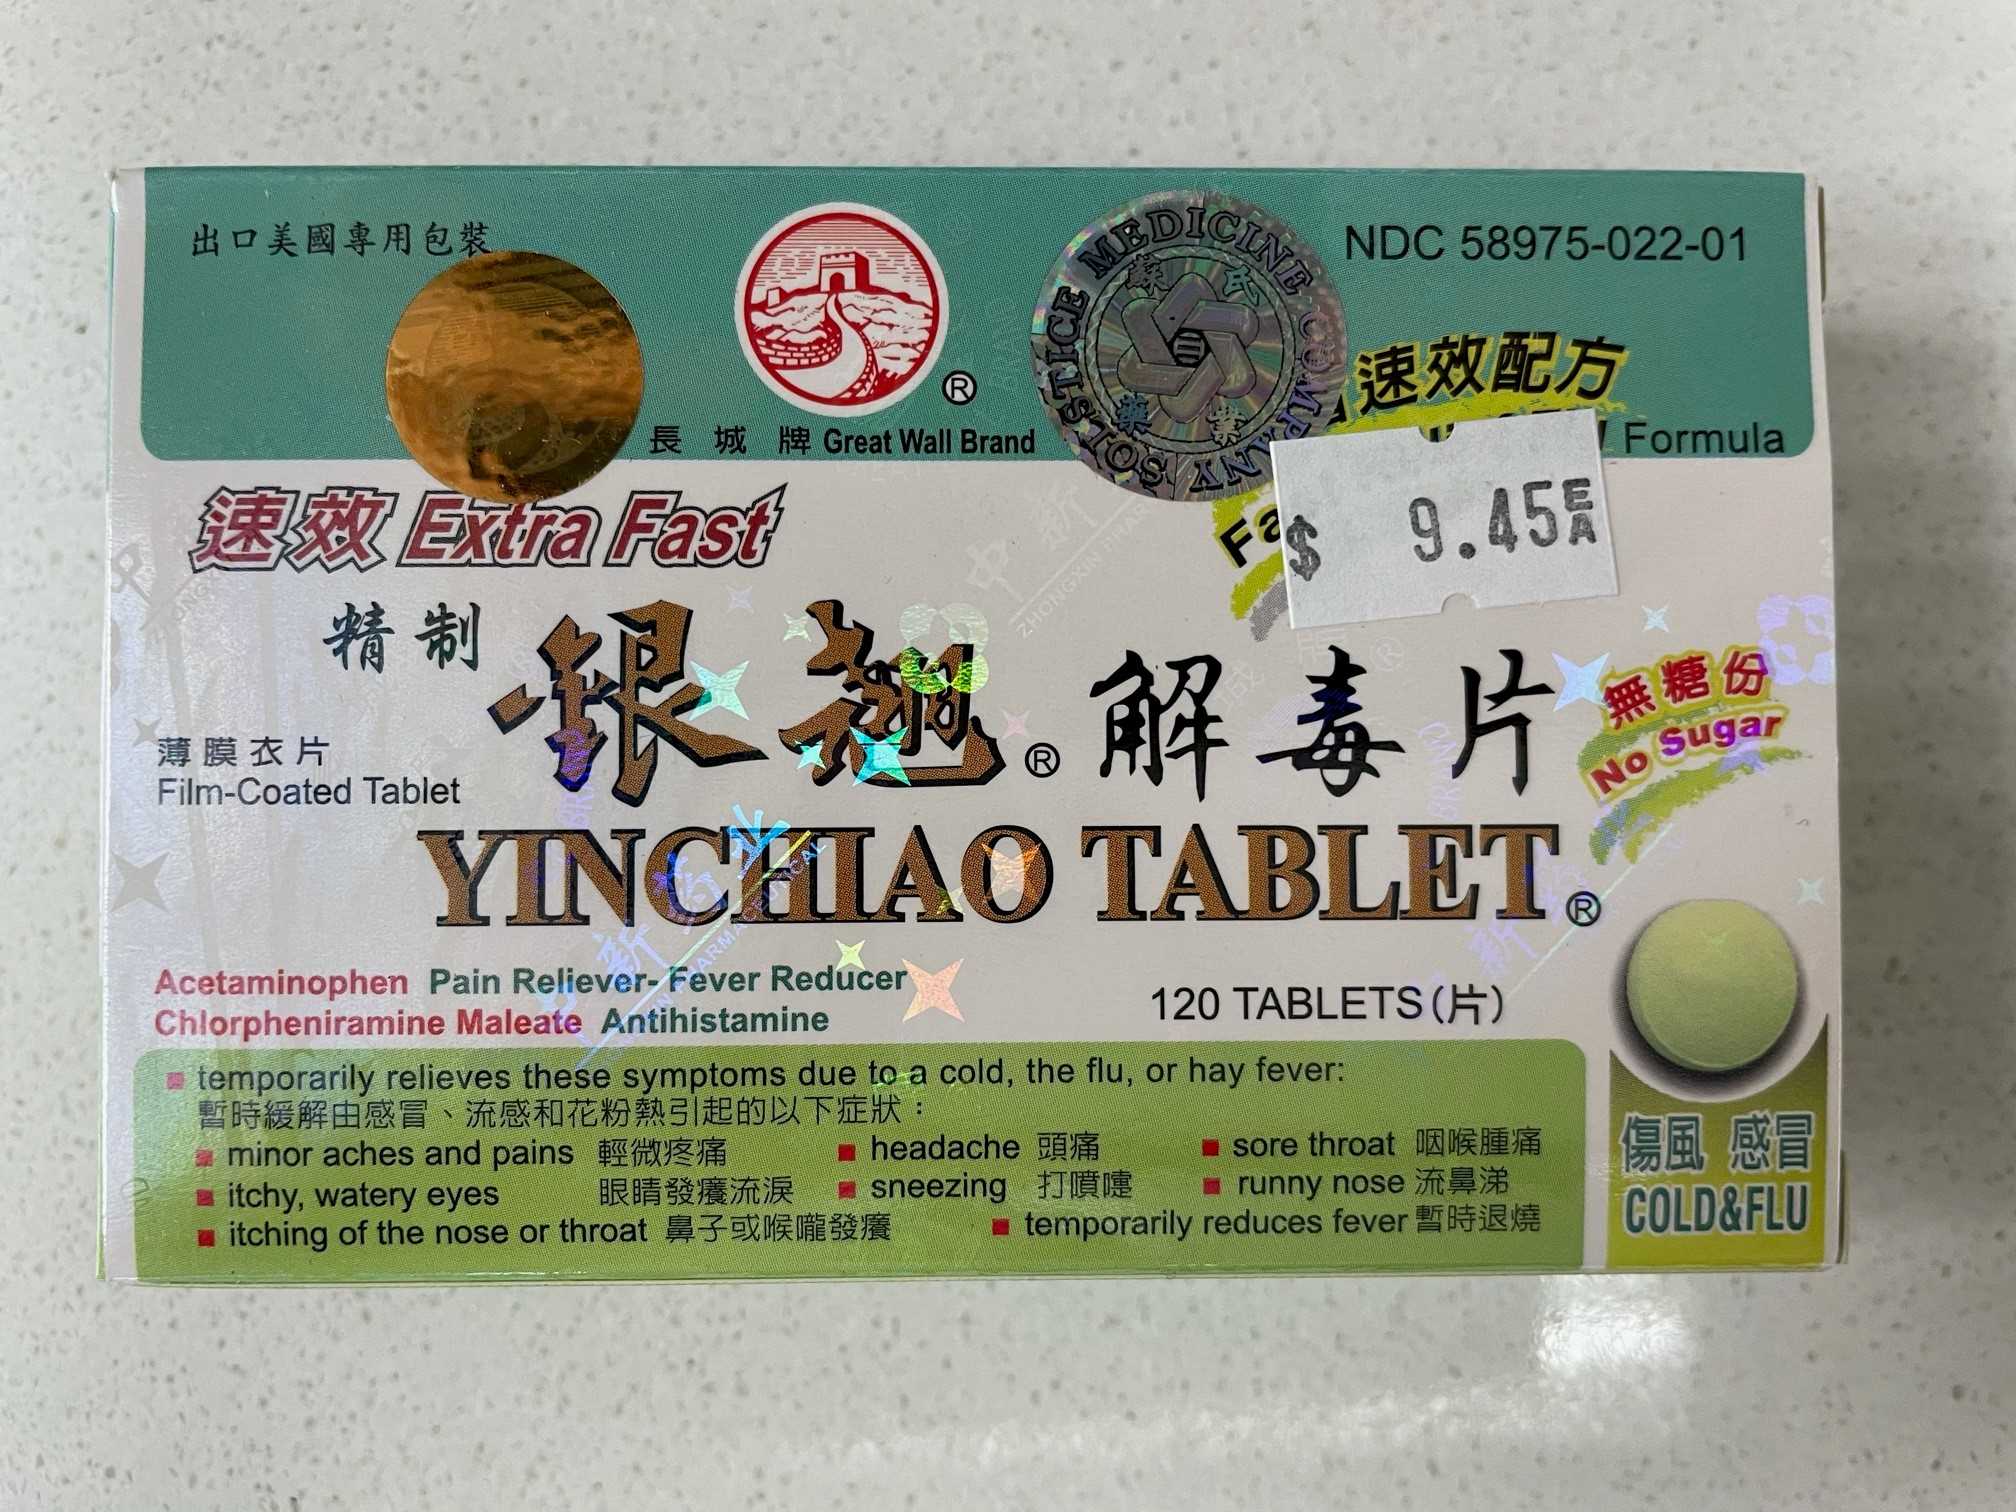 出口美國專用包裝
長城牌 Great Wall Brand
®
SOLSTICE MEDICINE COMPANY
藥氏藥業
NDC 58975-022-01
速效配方
Formula
$ 9.45 EA
速效 Extra Fast
精制 銀翹® 解毒片
無糖份
No Sugar
薄膜衣片
Film-Coated Tablet
YINCHIAO TABLET®
Acetaminophen Pain Reliever- Fever Reducer
Chlorpheniramine Maleate Antihistamine
120 TABLETS(片)
▪ temporarily relieves these symptoms due to a cold, the flu, or hay fever:
暫時緩解由感冒、流感和花粉熱引起的以下症狀：
▪ minor aches and pains 輕微疼痛 ▪ headache 頭痛 ▪ sore throat 咽喉腫痛
▪ itchy, watery eyes 眼睛發癢流淚 ▪ sneezing 打噴嚏 ▪ runny nose 流鼻涕
▪ itching of the nose or throat 鼻子或喉嚨發癢 ▪ temporarily reduces fever 暫時退燒
傷風 感冒
COLD&FLU